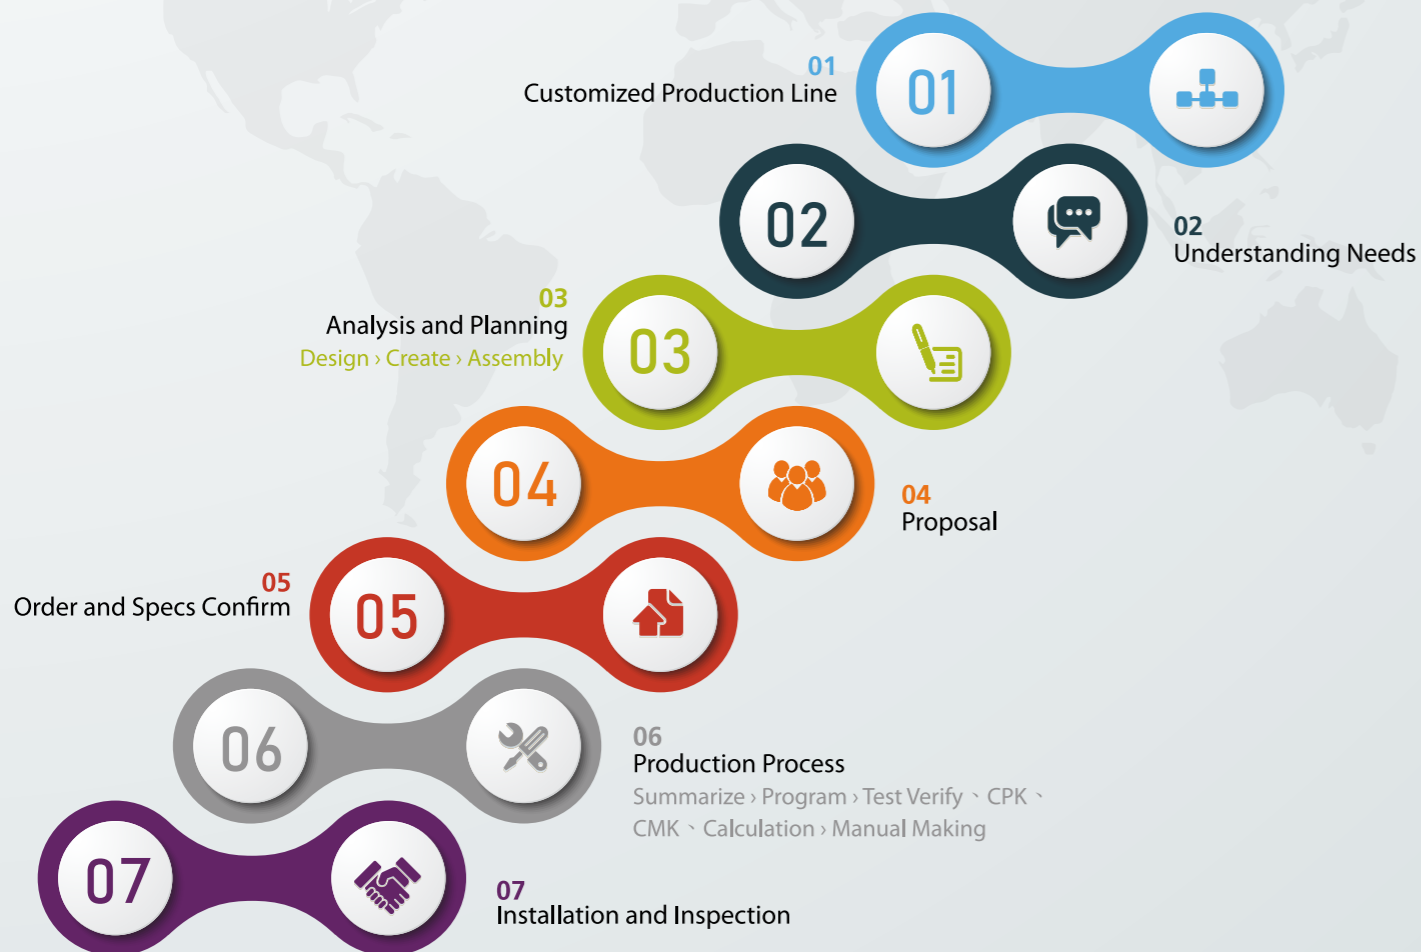 01
Customized Production Line
01
02
02
Understanding Needs
03
Analysis and Planning
Design › Create › Assembly
03
04
04
Proposal
05
Order and Specs Confirm
05
06
06
Production Process
Summarize › Program › Test Verify、CPK、
CMK、Calculation › Manual Making
07
07
Installation and Inspection